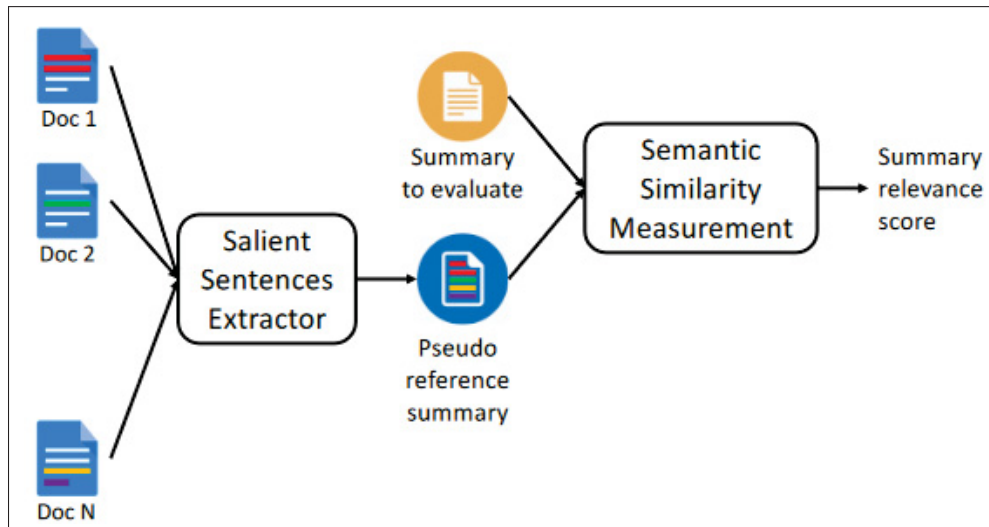 Doc 1
Doc 2
Doc N
Salient
Sentences
Extractor
Summary
to evaluate
Pseudo
reference
summary
Semantic
Similarity
Measurement
Summary
relevance
score